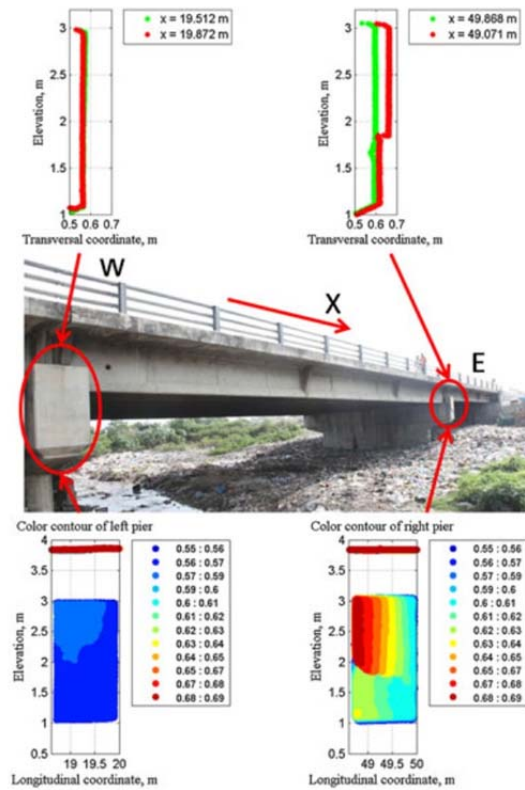 x = 19.512 m
x = 19.872 m
Elevation, m
3
2.5
2
1.5
1
0.5 0.6 0.7
Transversal coordinate, m
x = 49.868 m
x = 49.071 m
Elevation, m
3
2.5
2
1.5
1
0.5 0.6 0.7
Transversal coordinate, m
W
X
E
Color contour of left pier
Elevation, m
4
3.5
3
2.5
2
1.5
1
0.5
19 19.5 20
Longitudinal coordinate, m
0.55 : 0.56
0.56 : 0.57
0.57 : 0.59
0.59 : 0.6
0.6 : 0.61
0.61 : 0.62
0.62 : 0.63
0.63 : 0.64
0.64 : 0.65
0.65 : 0.67
0.67 : 0.68
0.68 : 0.69
Color contour of right pier
Elevation, m
4
3.5
3
2.5
2
1.5
1
0.5
49 49.5 50
Longitudinal coordinate, m
0.55 : 0.56
0.56 : 0.57
0.57 : 0.59
0.59 : 0.6
0.6 : 0.61
0.61 : 0.62
0.62 : 0.63
0.63 : 0.64
0.64 : 0.65
0.65 : 0.67
0.67 : 0.68
0.68 : 0.69